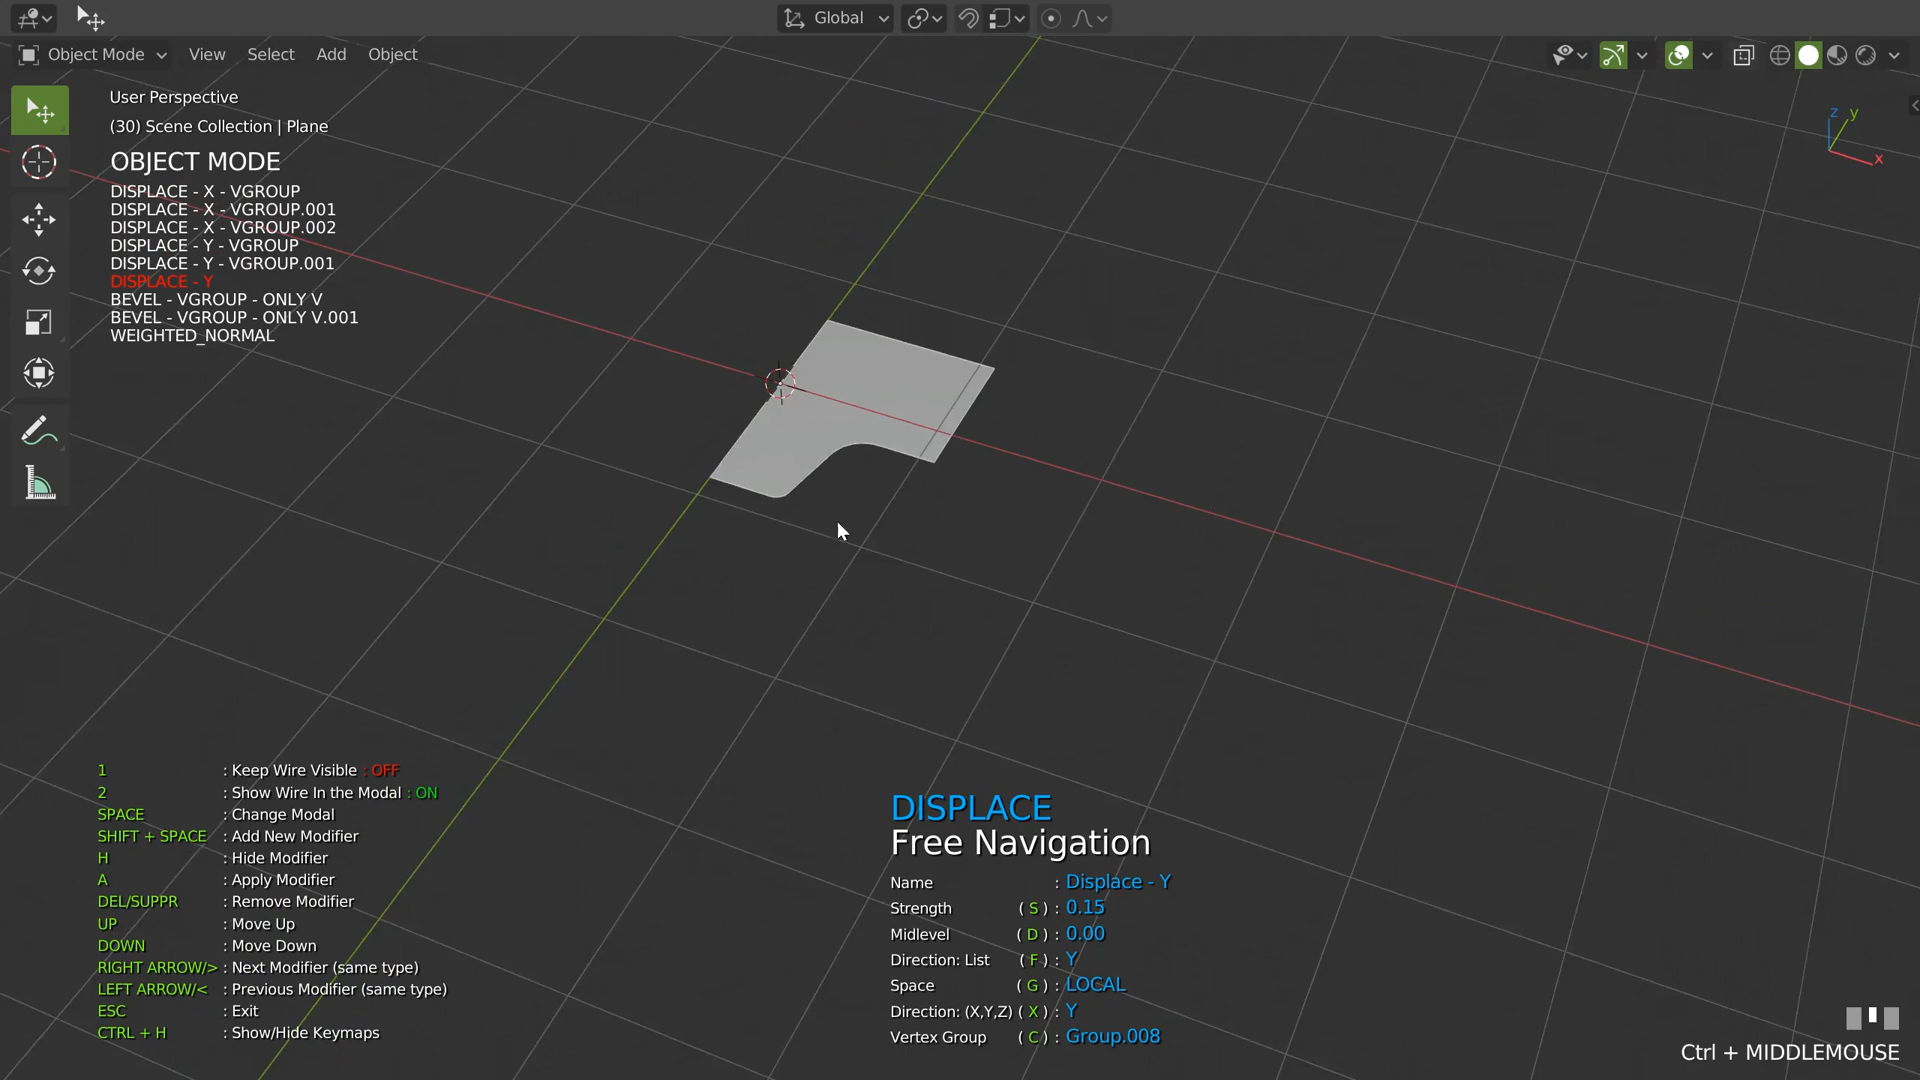 Global
Object Mode View Select Add Object
User Perspective
(30) Scene Collection | Plane
OBJECT MODE
DISPLACE - X - VGROUP
DISPLACE - X - VGROUP.001
DISPLACE - X - VGROUP.002
DISPLACE - Y - VGROUP
DISPLACE - Y - VGROUP.001
DISPLACE - Y
BEVEL - VGROUP - ONLY V
BEVEL - VGROUP - ONLY V.001
WEIGHTED_NORMAL
z y
x
1 : Keep Wire Visible : OFF
2 : Show Wire In the Modal : ON
SPACE : Change Modal
SHIFT + SPACE : Add New Modifier
H : Hide Modifier
A : Apply Modifier
DEL/SUPPR : Remove Modifier
UP : Move Up
DOWN : Move Down
RIGHT ARROW/> : Next Modifier (same type)
LEFT ARROW/< : Previous Modifier (same type)
ESC : Exit
CTRL + H : Show/Hide Keymaps
DISPLACE
Free Navigation
Name : Displace - Y
Strength ( S ) : 0.15
Midlevel ( D ) : 0.00
Direction: List ( F ) : Y
Space ( G ) : LOCAL
Direction: (X,Y,Z) ( X ) : Y
Vertex Group ( C ) : Group.008
Ctrl + MIDDLEMOUSE